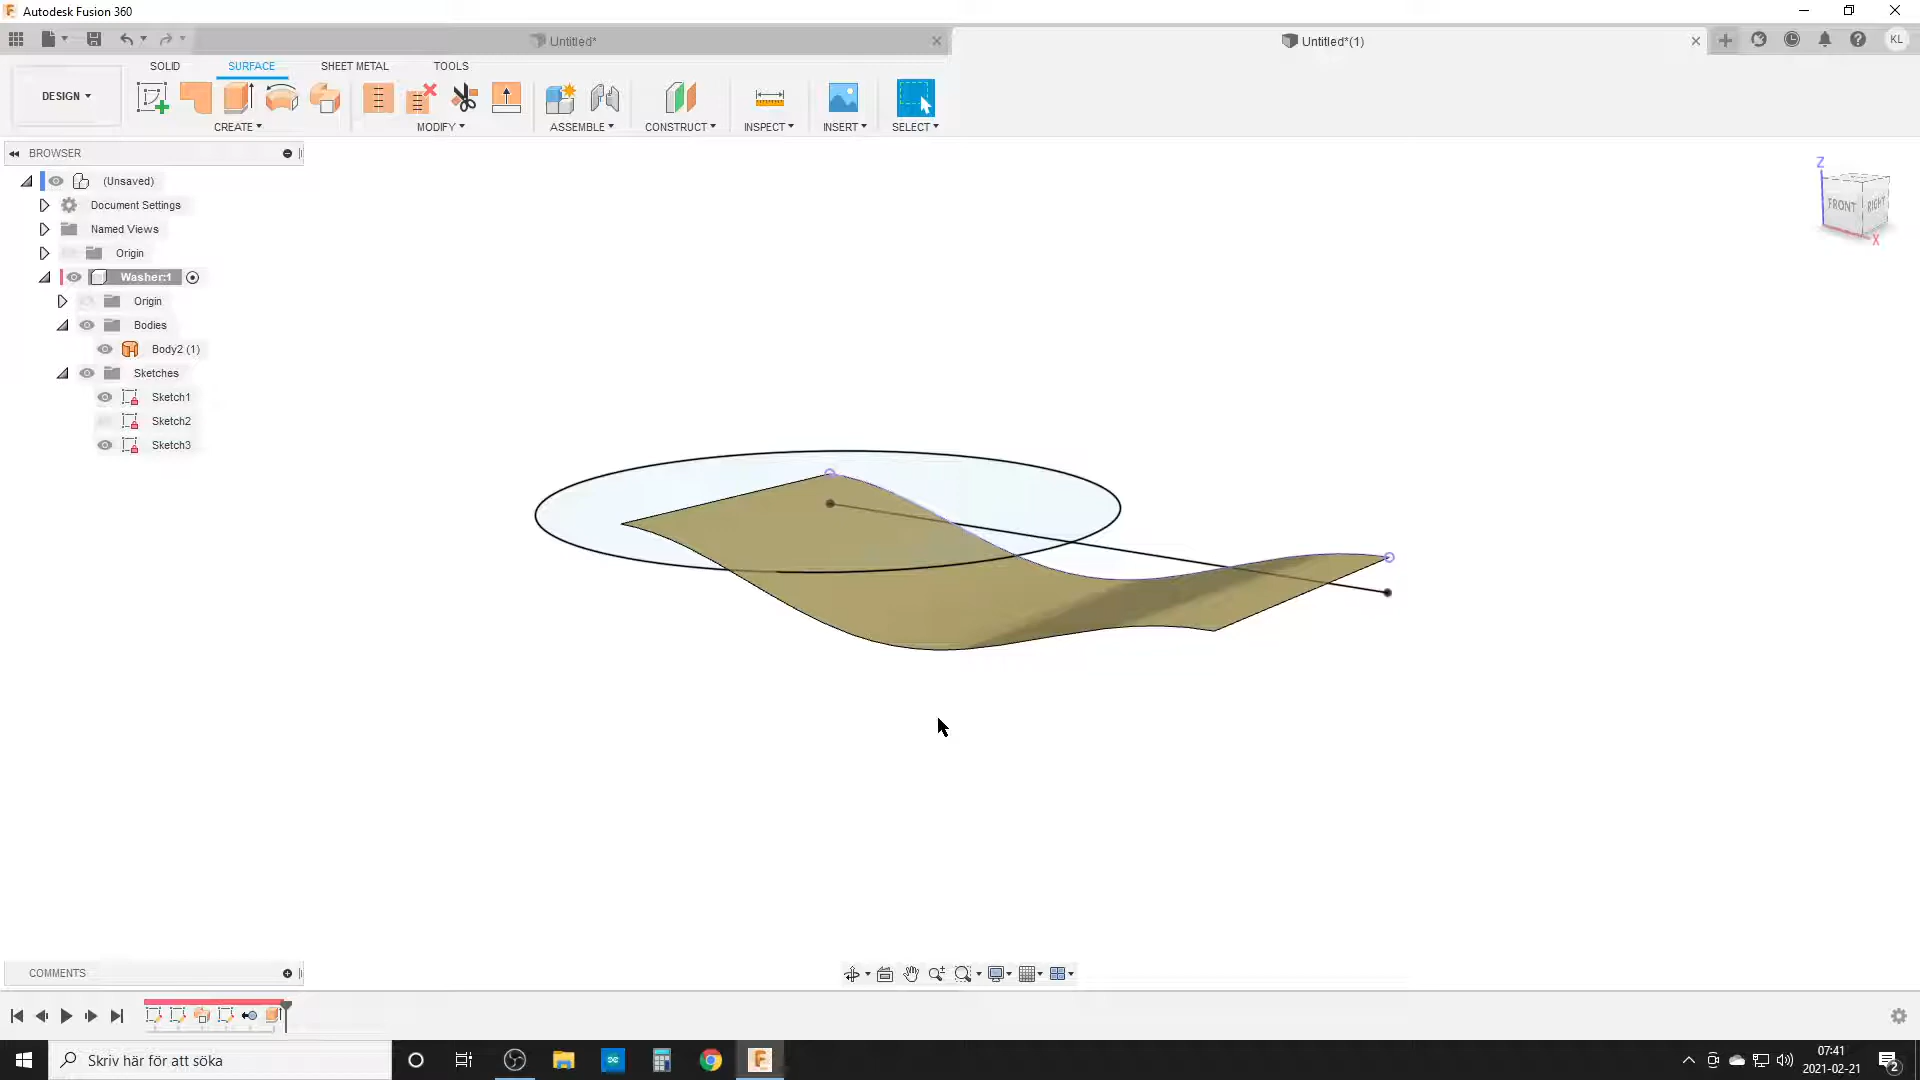 Autodesk Fusion 360
Untitled*
Untitled*(1)
KL
SOLID
SURFACE
SHEET METAL
TOOLS
DESIGN
CREATE
MODIFY
ASSEMBLE
CONSTRUCT
INSPECT
INSERT
SELECT
BROWSER
(Unsaved)
Document Settings
Named Views
Origin
Washer:1
Origin
Bodies
Body2 (1)
Sketches
Sketch1
Sketch2
Sketch3
Z
FRONT
RIGHT
X
COMMENTS
Skriv här för att söka
07:41
2021-02-21
2